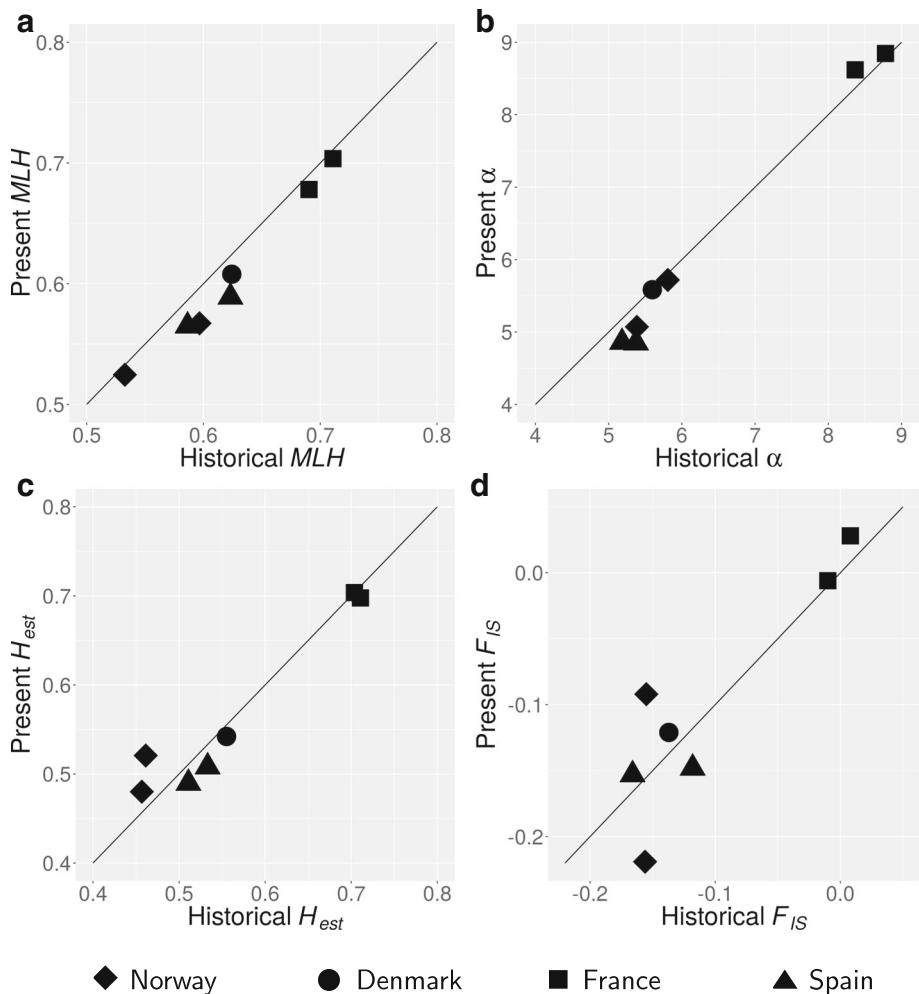 a
0.8
0.7
0.6
0.5
Present MLH
0.5 0.6 0.7 0.8
Historical MLH
b
9
8
7
6
5
4
Present α
4 5 6 7 8 9
Historical α
c
0.8
0.7
0.6
0.5
0.4
Present Hest
0.4 0.5 0.6 0.7 0.8
Historical Hest
d
0.0
-0.1
-0.2
Present FIS
-0.2 -0.1 0.0
Historical FIS
Norway Denmark France Spain